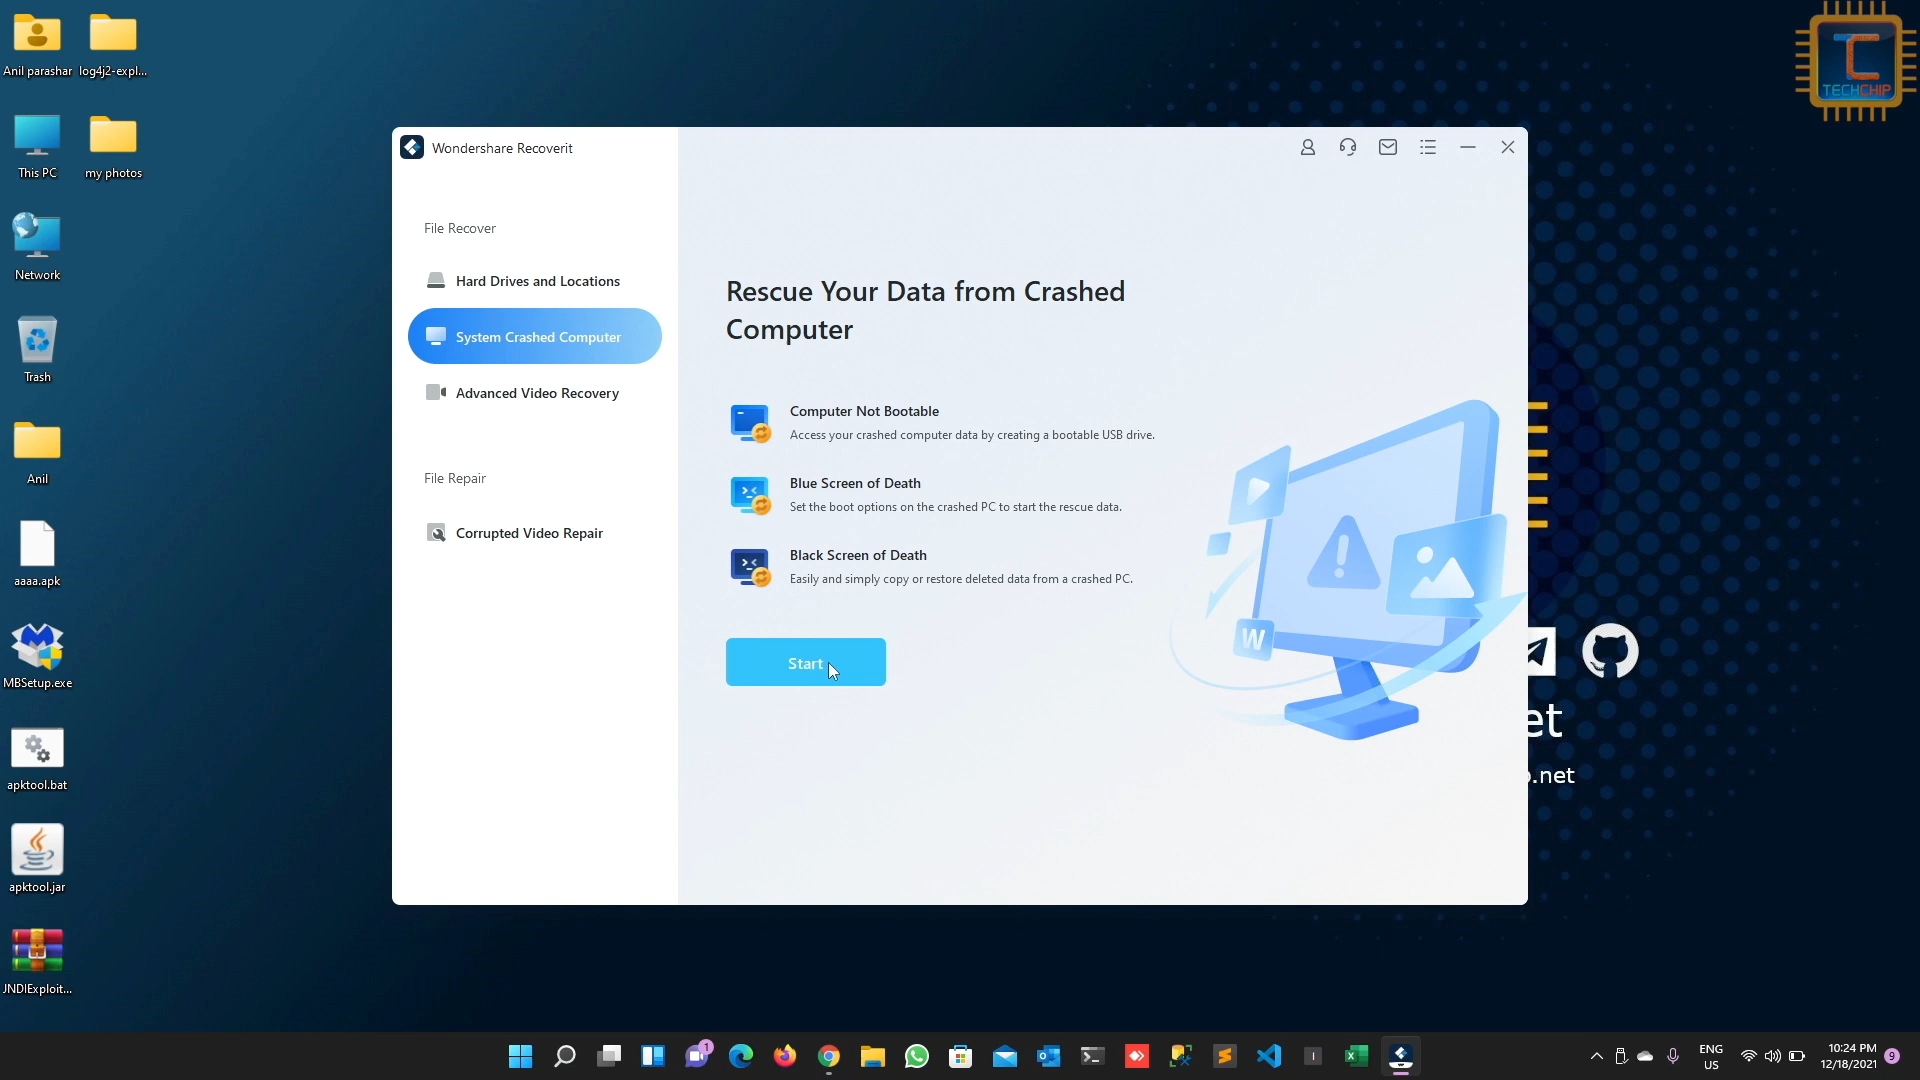 Anil parashar
log4j2-expl...
TECHCHIP
This PC
my photos
Network
Trash
Anil
aaaa.apk
MBSetup.exe
apktool.bat
apktool.jar
JNDIExploit...
Wondershare Recoverit
File Recover
Hard Drives and Locations
System Crashed Computer
Advanced Video Recovery
File Repair
Corrupted Video Repair
Rescue Your Data from Crashed
Computer
Computer Not Bootable
Access your crashed computer data by creating a bootable USB drive.
Blue Screen of Death
Set the boot options on the crashed PC to start the rescue data.
Black Screen of Death
Easily and simply copy or restore deleted data from a crashed PC.
Start
W
et
.net
1
ENG
US
10:24 PM
12/18/2021
9